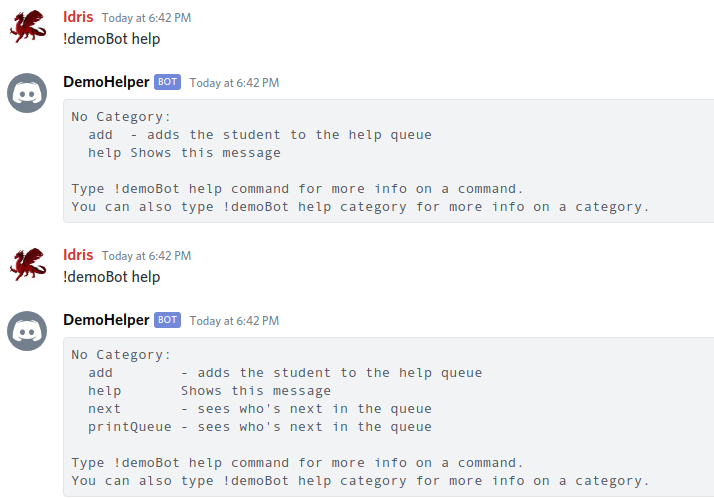 Idris Today at 6:42 PM
!demoBot help
DemoHelper BOT Today at 6:42 PM
No Category:
  add  - adds the student to the help queue
  help Shows this message
Type !demoBot help command for more info on a command.
You can also type !demoBot help category for more info on a category.
Idris Today at 6:42 PM
!demoBot help
DemoHelper BOT Today at 6:42 PM
No Category:
  add        - adds the student to the help queue
  help       Shows this message
  next       - sees who's next in the queue
  printQueue - sees who's next in the queue
Type !demoBot help command for more info on a command.
You can also type !demoBot help category for more info on a category.